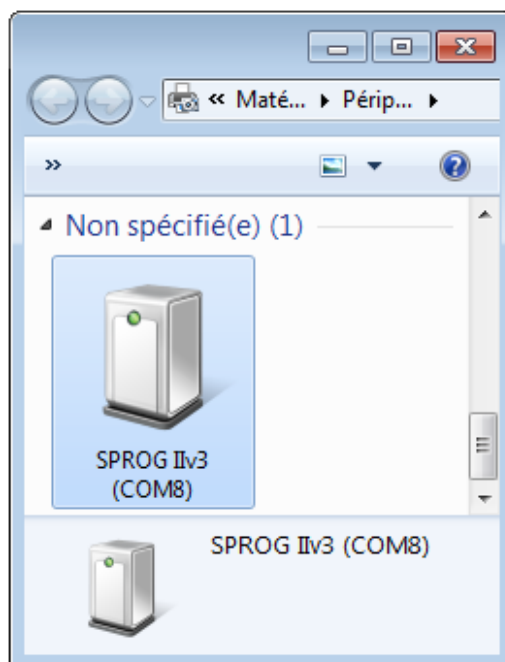 « Maté... ▸ Périp... ▸
»
Non spécifié(e) (1)
SPROG IIv3
(COM8)
SPROG IIv3 (COM8)